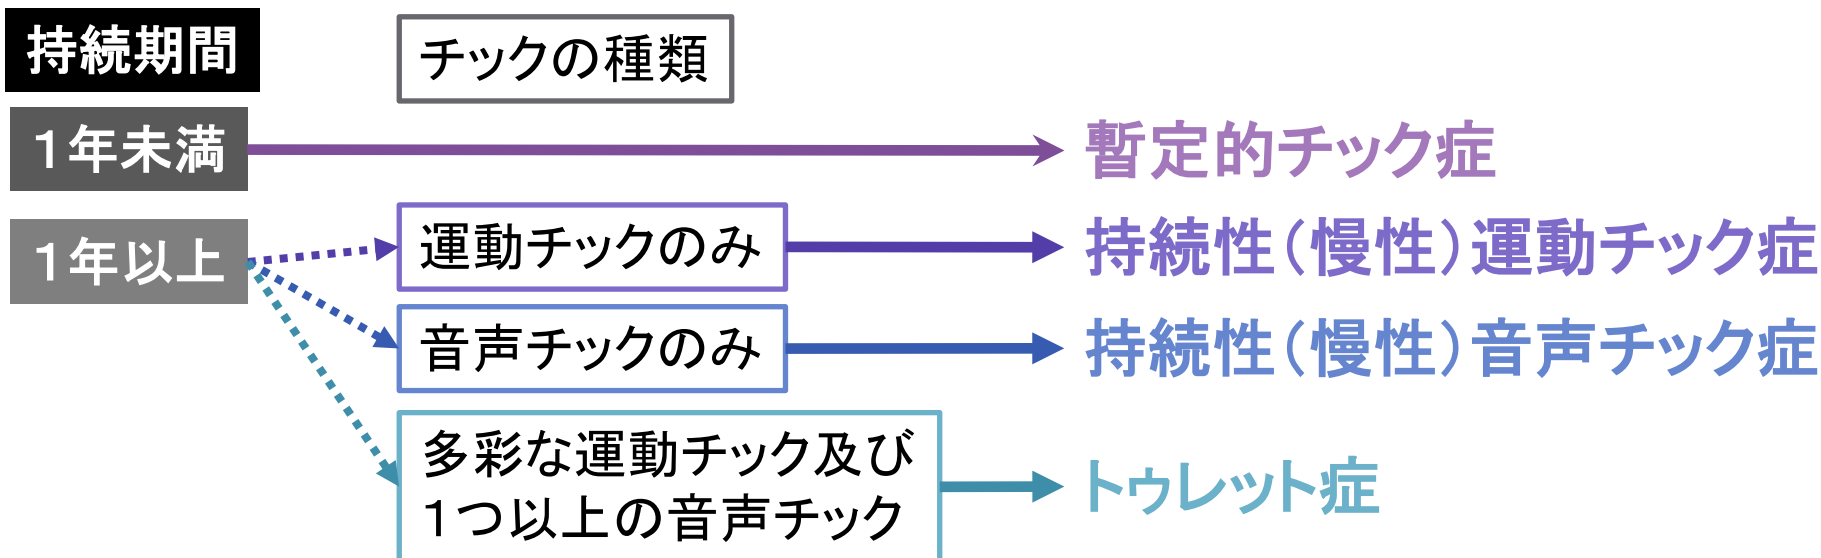 持続期間
チックの種類
1年未満
暫定的チック症
1年以上
運動チックのみ
持続性（慢性）運動チック症
音声チックのみ
持続性（慢性）音声チック症
多彩な運動チック及び
1つ以上の音声チック
トゥレット症